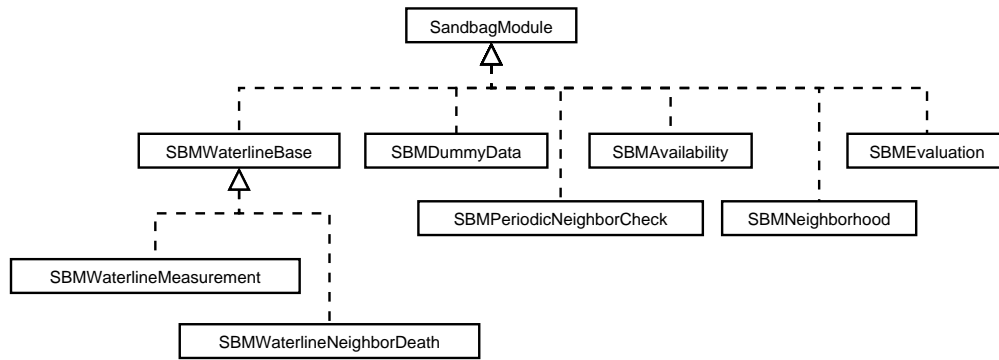 SandbagModule
SBMWaterlineBase
SBMDummyData
SBMAvailability
SBMEvaluation
SBMPeriodicNeighborCheck
SBMNeighborhood
SBMWaterlineMeasurement
SBMWaterlineNeighborDeath